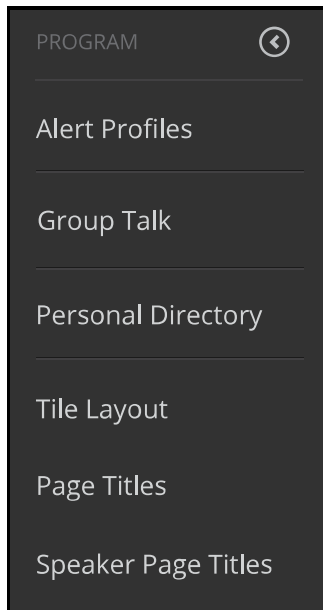 PROGRAM
Alert Profiles
Group Talk
Personal Directory
Tile Layout
Page Titles
Speaker Page Titles